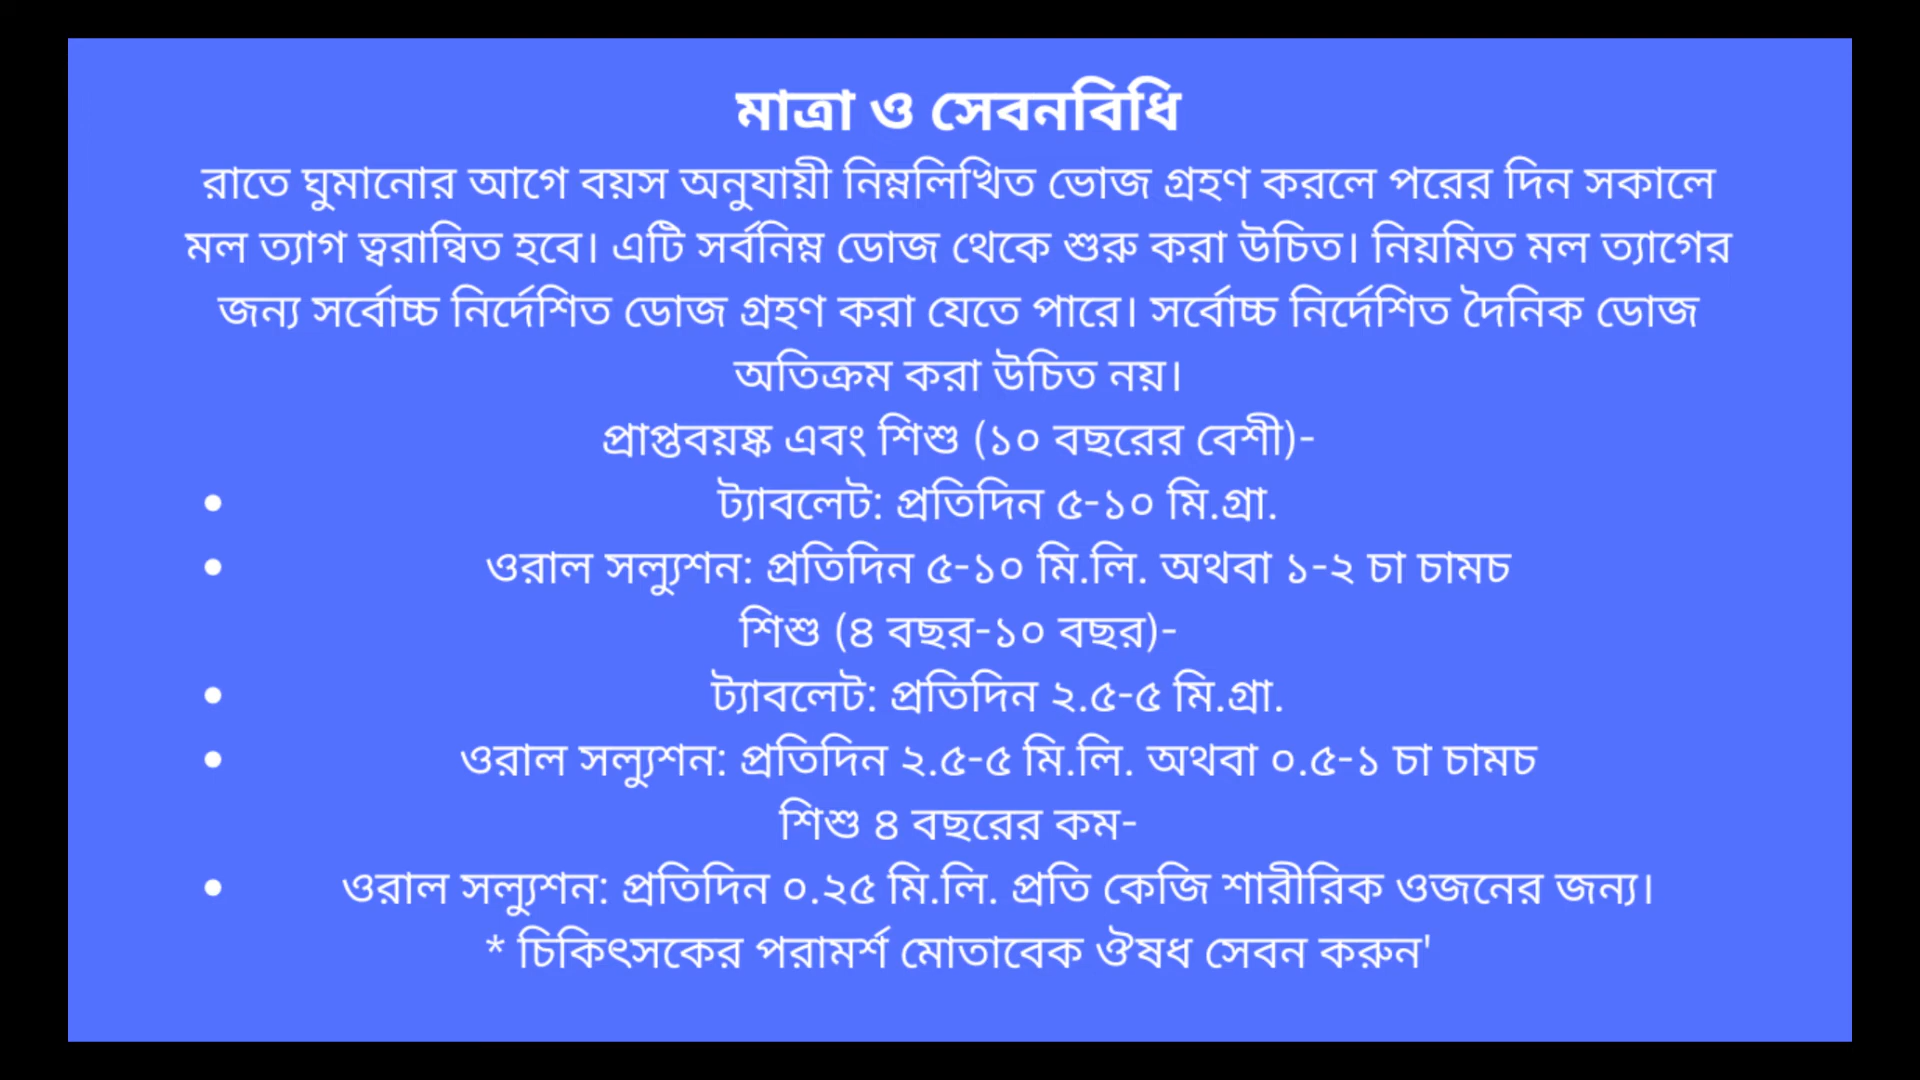 মাত্রা ও সেবনবিধি
রাতে ঘুমানোর আগে বয়স অনুযায়ী নিম্নলিখিত ভোজ গ্রহণ করলে পরের দিন সকালে
মল ত্যাগ ত্বরান্বিত হবে। এটি সর্বনিম্ন ডোজ থেকে শুরু করা উচিত। নিয়মিত মল ত্যাগের
জন্য সর্বোচ্চ নির্দেশিত ডোজ গ্রহণ করা যেতে পারে। সর্বোচ্চ নির্দেশিত দৈনিক ডোজ
অতিক্রম করা উচিত নয়।
প্রাপ্তবয়ষ্ক এবং শিশু (১০ বছরের বেশী)-
• ট্যাবলেট: প্রতিদিন ৫-১০ মি.গ্রা.
• ওরাল সল্যুশন: প্রতিদিন ৫-১০ মি.লি. অথবা ১-২ চা চামচ
শিশু (৪ বছর-১০ বছর)-
• ট্যাবলেট: প্রতিদিন ২.৫-৫ মি.গ্রা.
• ওরাল সল্যুশন: প্রতিদিন ২.৫-৫ মি.লি. অথবা ০.৫-১ চা চামচ
শিশু ৪ বছরের কম-
• ওরাল সল্যুশন: প্রতিদিন ০.২৫ মি.লি. প্রতি কেজি শারীরিক ওজনের জন্য।
* চিকিৎসকের পরামর্শ মোতাবেক ঔষধ সেবন করুন'